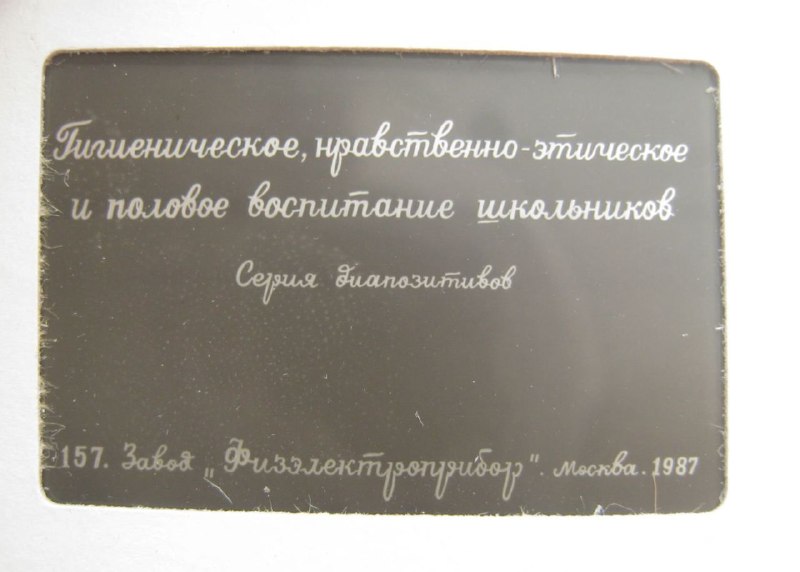 Гигиеническое, нравственно-этическое
и половое воспитание школьников
Серия диапозитивов
157. Завод „Физэлектроприбор". Москва. 1987